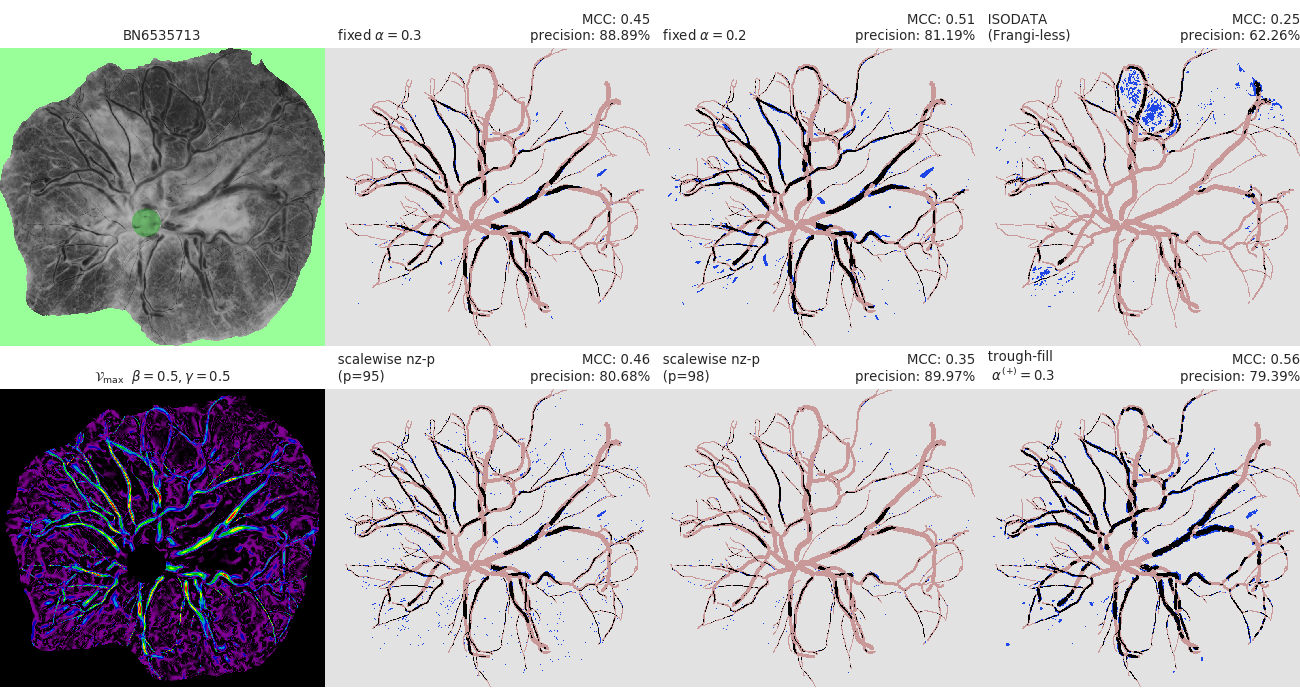 BN6535713
fixed α = 0.3
MCC: 0.45
precision: 88.89%
fixed α = 0.2
MCC: 0.51
precision: 81.19%
ISODATA
(Frangi-less)
MCC: 0.25
precision: 62.26%
𝒱max β = 0.5, γ = 0.5
scalewise nz-p
(p=95)
MCC: 0.46
precision: 80.68%
scalewise nz-p
(p=98)
MCC: 0.35
precision: 89.97%
trough-fill
α(+) = 0.3
MCC: 0.56
precision: 79.39%